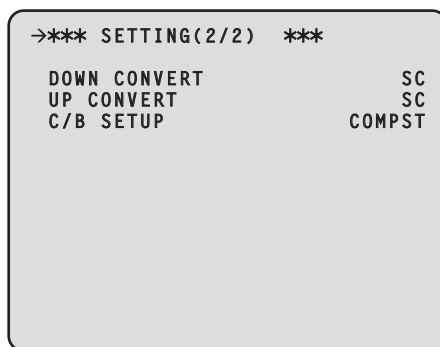 →*** SETTING(2/2) ***
DOWN CONVERT SC
UP CONVERT SC
C/B SETUP COMPST